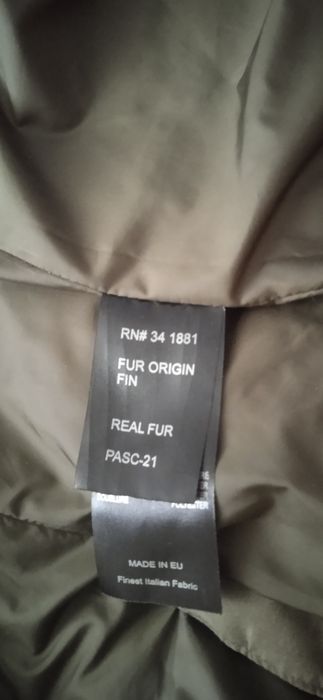 RN# 34 1881
FUR ORIGIN
FIN
REAL FUR
PASC-21
MADE IN EU
Finest Italian Fabric